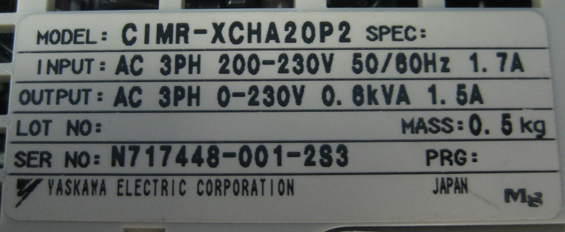 MODEL: CIMR-XCHA20P2 SPEC:
INPUT: AC 3PH 200-230V 50/60Hz 1.7A
OUTPUT: AC 3PH 0-230V 0.6kVA 1.5A
LOT NO: MASS: 0.5 kg
SER NO: N717448-001-2S3 PRG:
YASKAWA ELECTRIC CORPORATION JAPAN MS